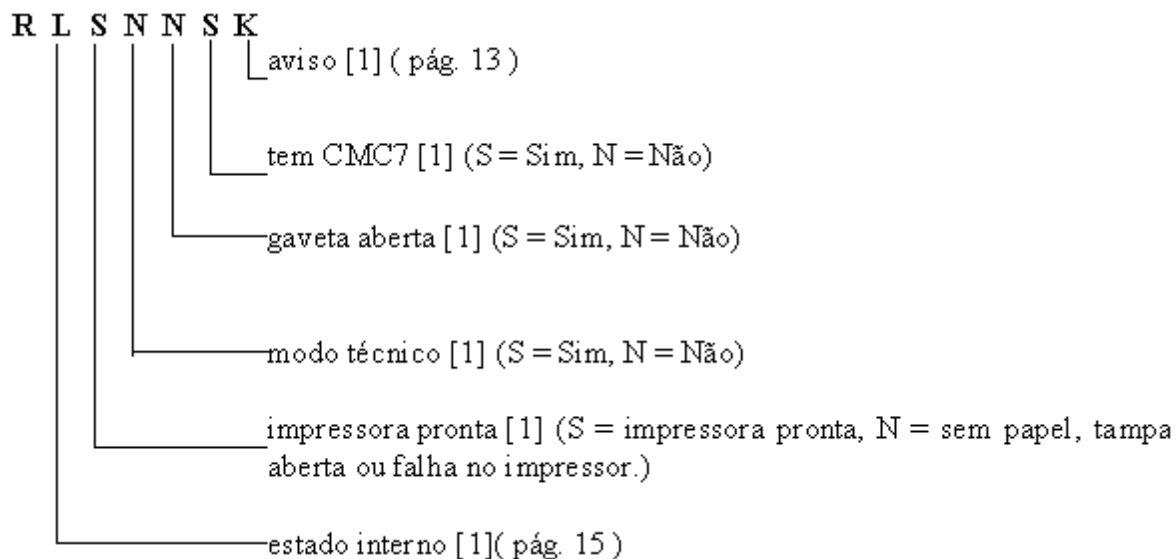 R L S N N S K
aviso [1] ( pág. 13 )
tem CMC7 [1] (S = Sim, N = Não)
gaveta aberta [1] (S = Sim, N = Não)
modo técnico [1] (S = Sim, N = Não)
impressora pronta [1] (S = impressora pronta, N = sem papel, tampa
aberta ou falha no impressor.)
estado interno [1]( pág. 15 )